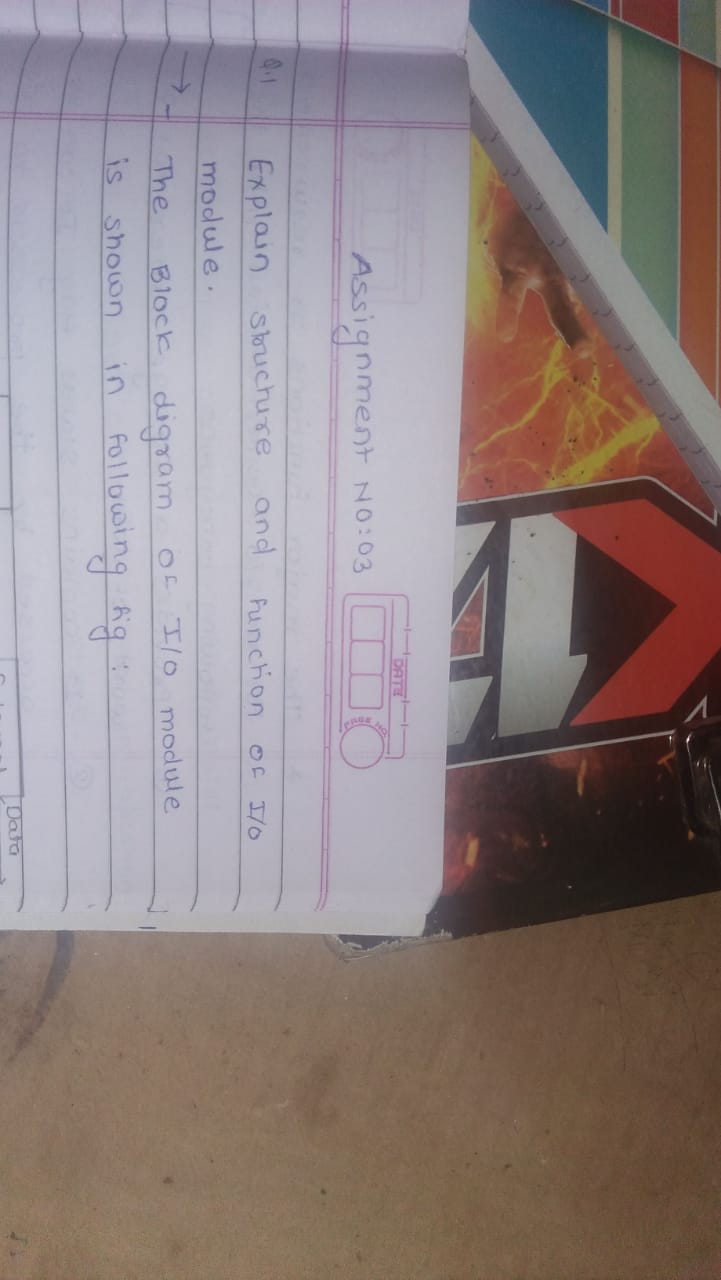 DATE
PAGE NO.
Assignment NO:03
Q.1 Explain structure and function of I/O
module.
→ - The Block digram of I/O module
is shown in following fig :
Data